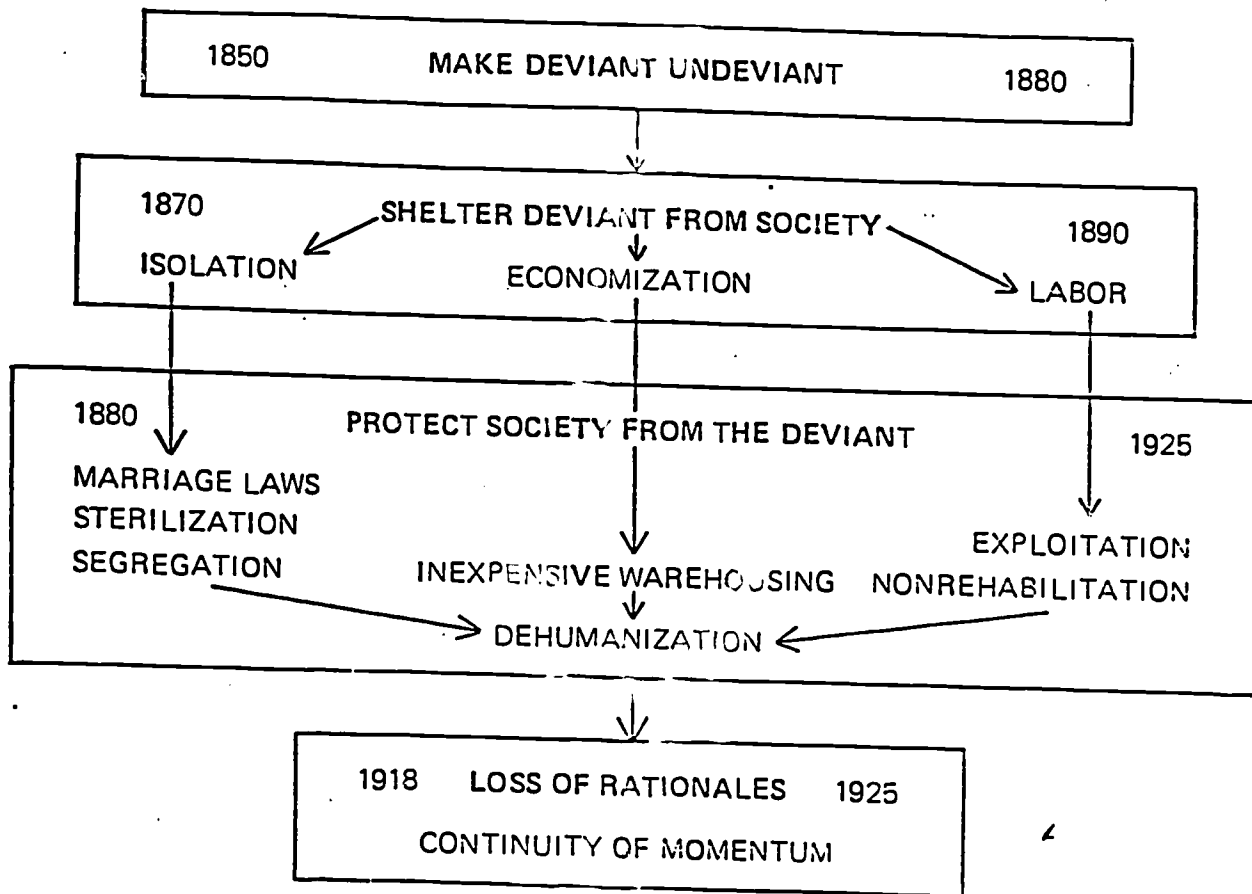 1850 MAKE DEVIANT UNDEVIANT 1880
1870 SHELTER DEVIANT FROM SOCIETY 1890
ISOLATION ECONOMIZATION LABOR
1880 PROTECT SOCIETY FROM THE DEVIANT 1925
MARRIAGE LAWS
STERILIZATION EXPLOITATION
SEGREGATION INEXPENSIVE WAREHOUSING NONREHABILITATION
DEHUMANIZATION
1918 LOSS OF RATIONALES 1925
CONTINUITY OF MOMENTUM